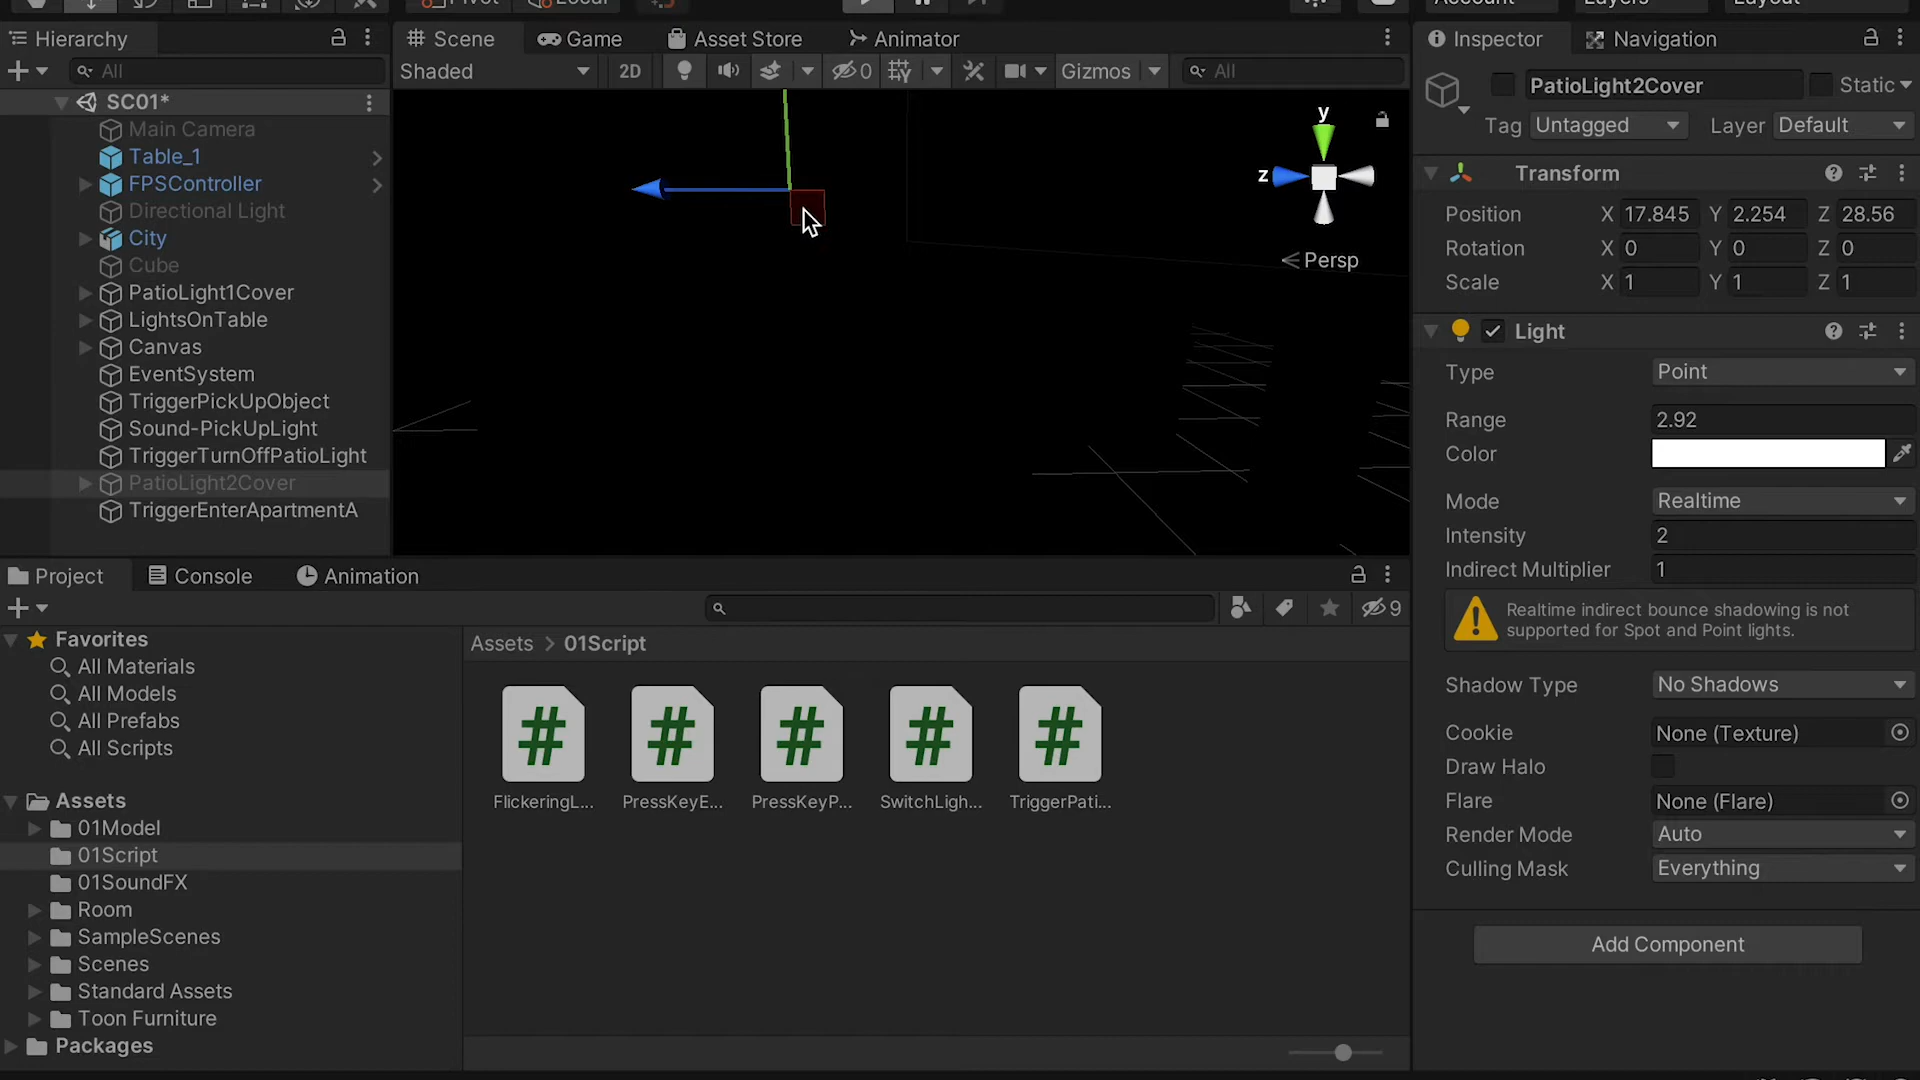 Pivot
Local
Account
Layers
Layout
Hierarchy
Scene
Game
Asset Store
Animator
Inspector
Navigation
All
Shaded
2D
0
Gizmos
All
SC01*
Main Camera
Table_1
FPSController
Directional Light
City
Cube
PatioLight1Cover
LightsOnTable
Canvas
EventSystem
TriggerPickUpObject
Sound-PickUpLight
TriggerTurnOffPatioLight
PatioLight2Cover
TriggerEnterApartmentA
y
z
Persp
PatioLight2Cover
Static
Tag Untagged
Layer Default
Transform
Position X 17.845 Y 2.254 Z 28.56
Rotation X 0 Y 0 Z 0
Scale X 1 Y 1 Z 1
Light
Type Point
Range 2.92
Color
Mode Realtime
Intensity 2
Indirect Multiplier 1
Realtime indirect bounce shadowing is not
supported for Spot and Point lights.
Shadow Type No Shadows
Cookie None (Texture)
Draw Halo
Flare None (Flare)
Render Mode Auto
Culling Mask Everything
Add Component
Project
Console
Animation
9
Favorites
All Materials
All Models
All Prefabs
All Scripts
Assets
01Model
01Script
01SoundFX
Room
SampleScenes
Scenes
Standard Assets
Toon Furniture
Packages
Assets > 01Script
FlickeringL...
PressKeyE...
PressKeyP...
SwitchLigh...
TriggerPati...